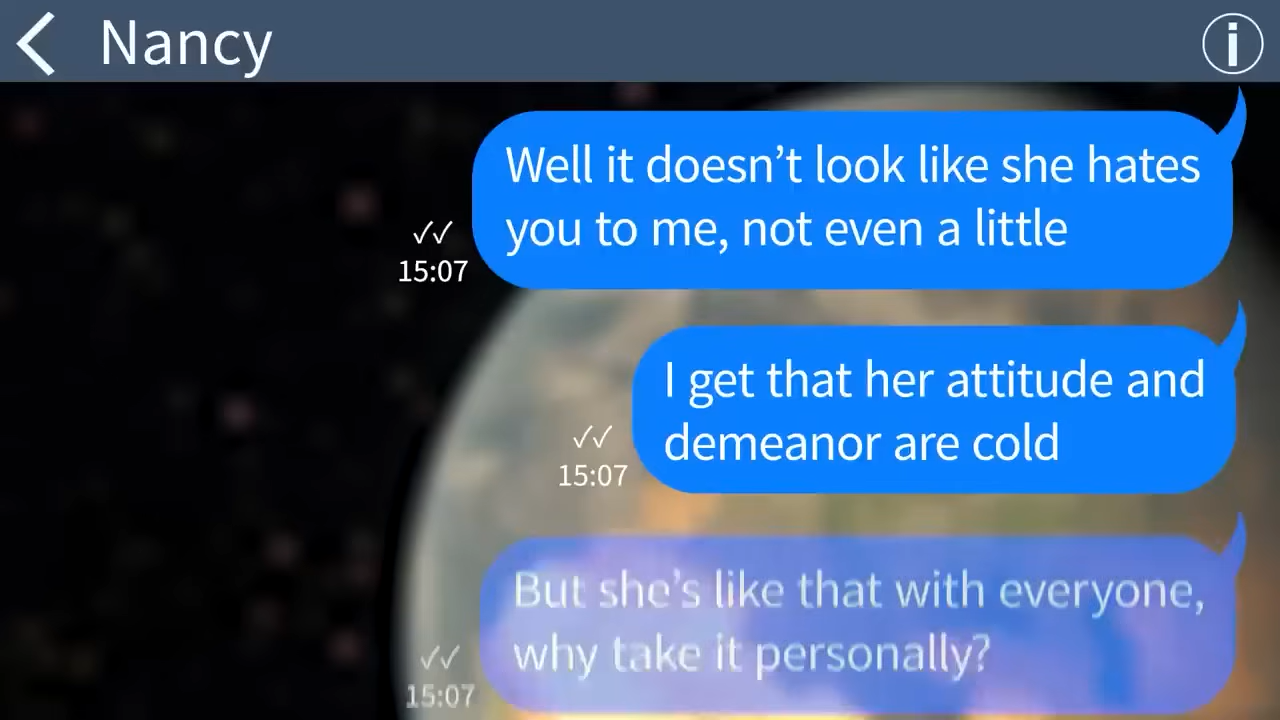 Nancy
Well it doesn’t look like she hates
you to me, not even a little
✓✓
15:07
I get that her attitude and
demeanor are cold
✓✓
15:07
But she’s like that with everyone,
why take it personally?
✓✓
15:07